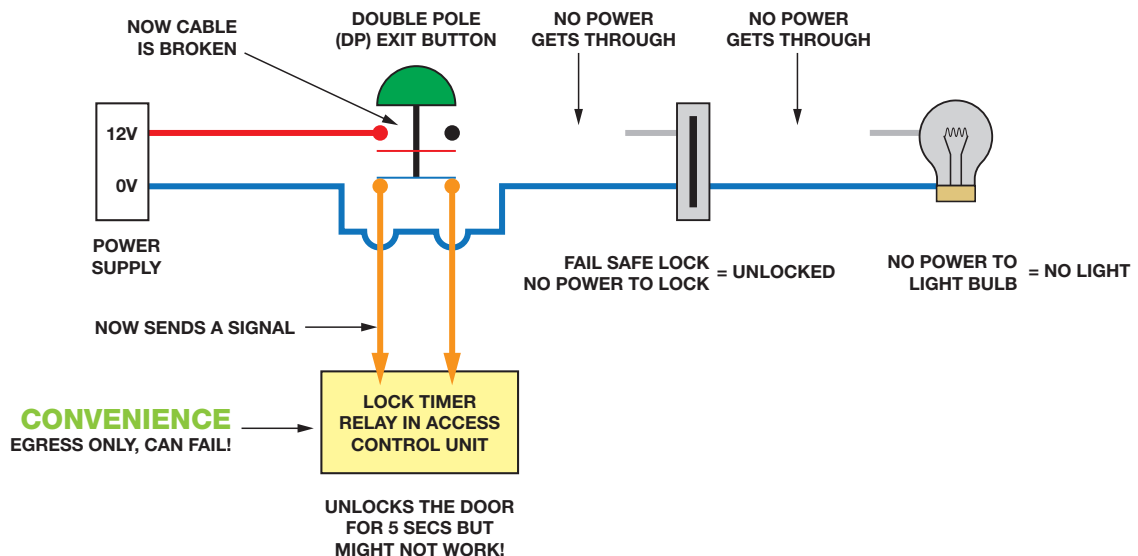 NOW CABLE
IS BROKEN
DOUBLE POLE
(DP) EXIT BUTTON
NO POWER
GETS THROUGH
NO POWER
GETS THROUGH
12V
0V
POWER
SUPPLY
FAIL SAFE LOCK
NO POWER TO LOCK
= UNLOCKED
NO POWER TO
LIGHT BULB
= NO LIGHT
NOW SENDS A SIGNAL
CONVENIENCE
EGRESS ONLY, CAN FAIL!
LOCK TIMER
RELAY IN ACCESS
CONTROL UNIT
UNLOCKS THE DOOR
FOR 5 SECS BUT
MIGHT NOT WORK!